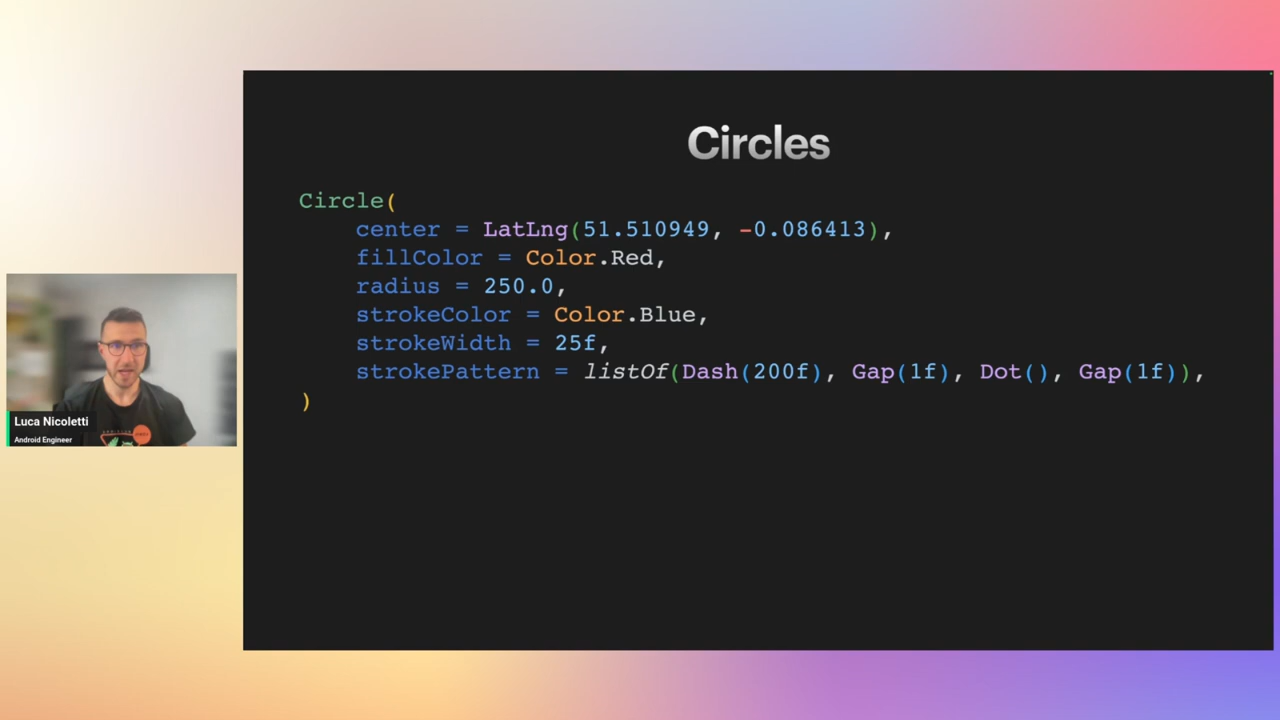 Circles
Circle(
center = LatLng(51.510949, -0.086413),
fillColor = Color.Red,
radius = 250.0,
strokeColor = Color.Blue,
strokeWidth = 25f,
strokePattern = listOf(Dash(200f), Gap(1f), Dot(), Gap(1f)),
)
Luca Nicoletti
Android Engineer